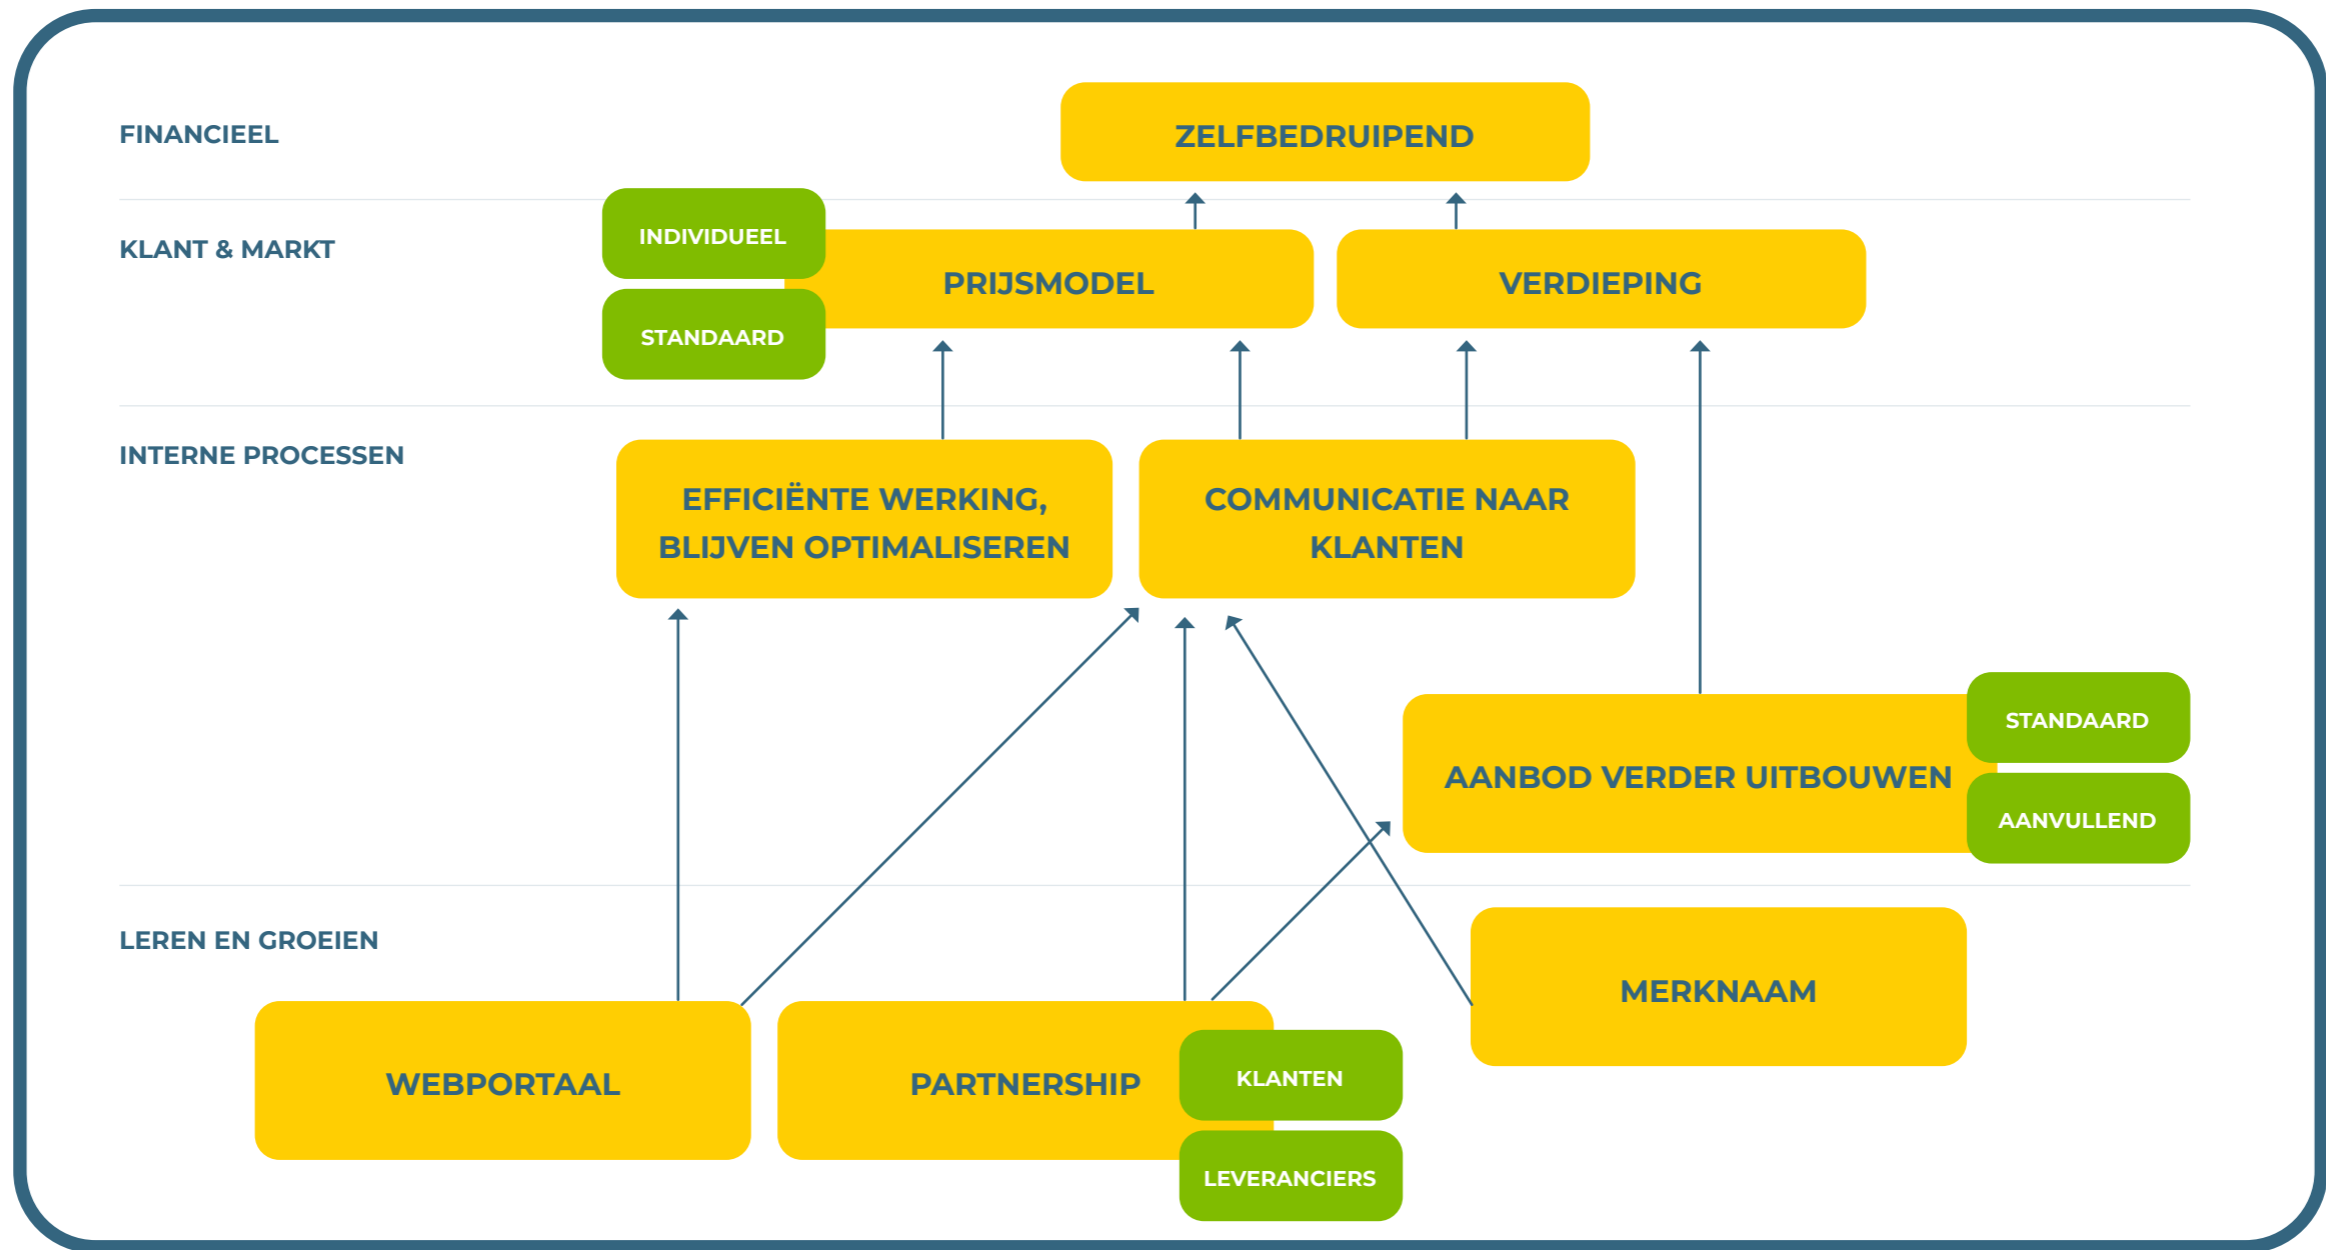 FINANCIEEL
ZELFBEDRUIPEND
KLANT & MARKT
INDIVIDUEEL
STANDAARD
PRIJSMODEL
VERDIEPING
INTERNE PROCESSEN
EFFICIËNTE WERKING,
BLIJVEN OPTIMALISEREN
COMMUNICATIE NAAR
KLANTEN
AANBOD VERDER UITBOUWEN
STANDAARD
AANVULLEND
LEREN EN GROEIEN
WEBPORTAAL
PARTNERSHIP
KLANTEN
LEVERANCIERS
MERKNAAM